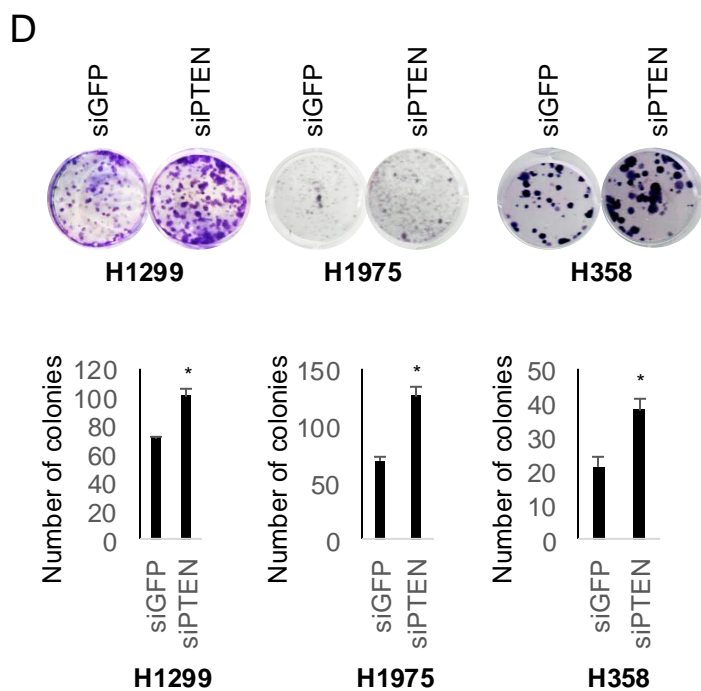 D
siGFP siPTEN siGFP siPTEN siGFP siPTEN
H1299 H1975 H358
Number of colonies
120
100
80
60
40
20
0
*
siGFP
siPTEN
H1299
Number of colonies
150
100
50
0
*
siGFP
siPTEN
H1975
Number of colonies
50
40
30
20
10
0
*
siGFP
siPTEN
H358